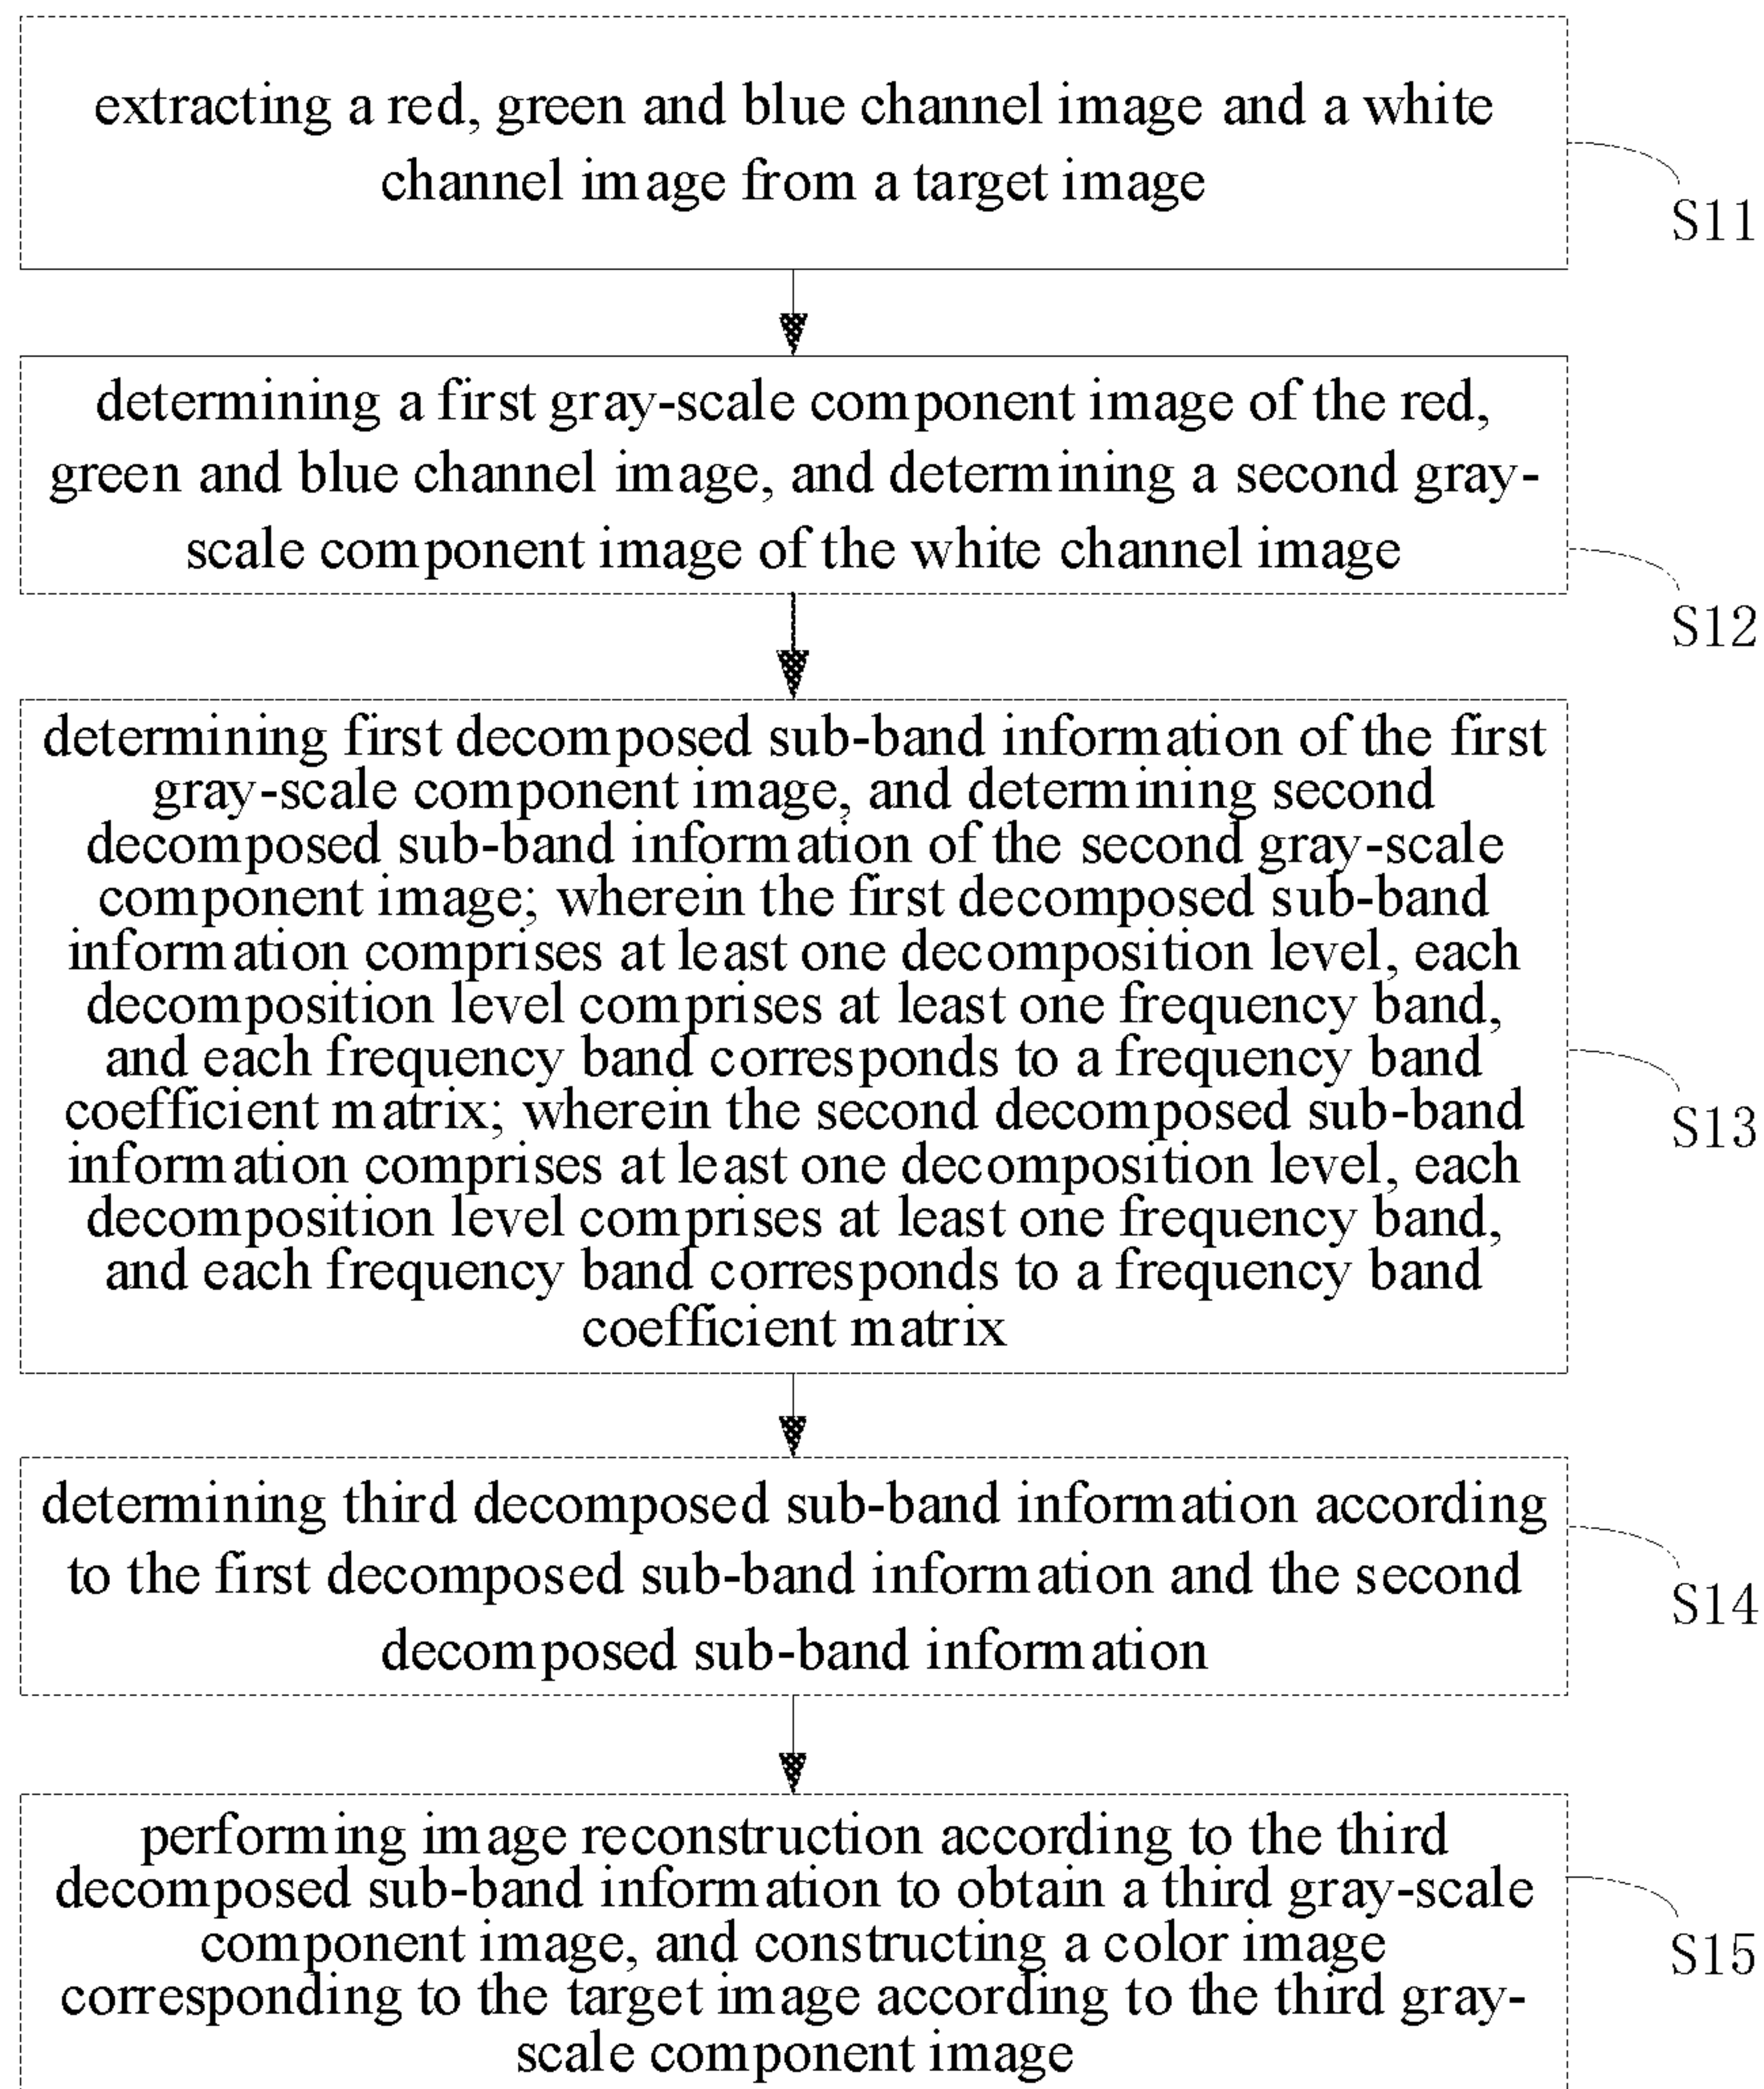 extracting a red, green and blue channel image and a white
channel image from a target image
S11
determining a first gray-scale component image of the red,
green and blue channel image, and determining a second gray-
scale component image of the white channel image
S12
determining first decomposed sub-band information of the first
gray-scale component image, and determining second
decomposed sub-band information of the second gray-scale
component image; wherein the first decomposed sub-band
information comprises at least one decomposition level, each
decomposition level comprises at least one frequency band,
and each frequency band corresponds to a frequency band
coefficient matrix; wherein the second decomposed sub-band
information comprises at least one decomposition level, each
decomposition level comprises at least one frequency band,
and each frequency band corresponds to a frequency band
coefficient matrix
S13
determining third decomposed sub-band information according
to the first decomposed sub-band information and the second
decomposed sub-band information
S14
performing image reconstruction according to the third
decomposed sub-band information to obtain a third gray-scale
component image, and constructing a color image
corresponding to the target image according to the third gray-
scale component image
S15